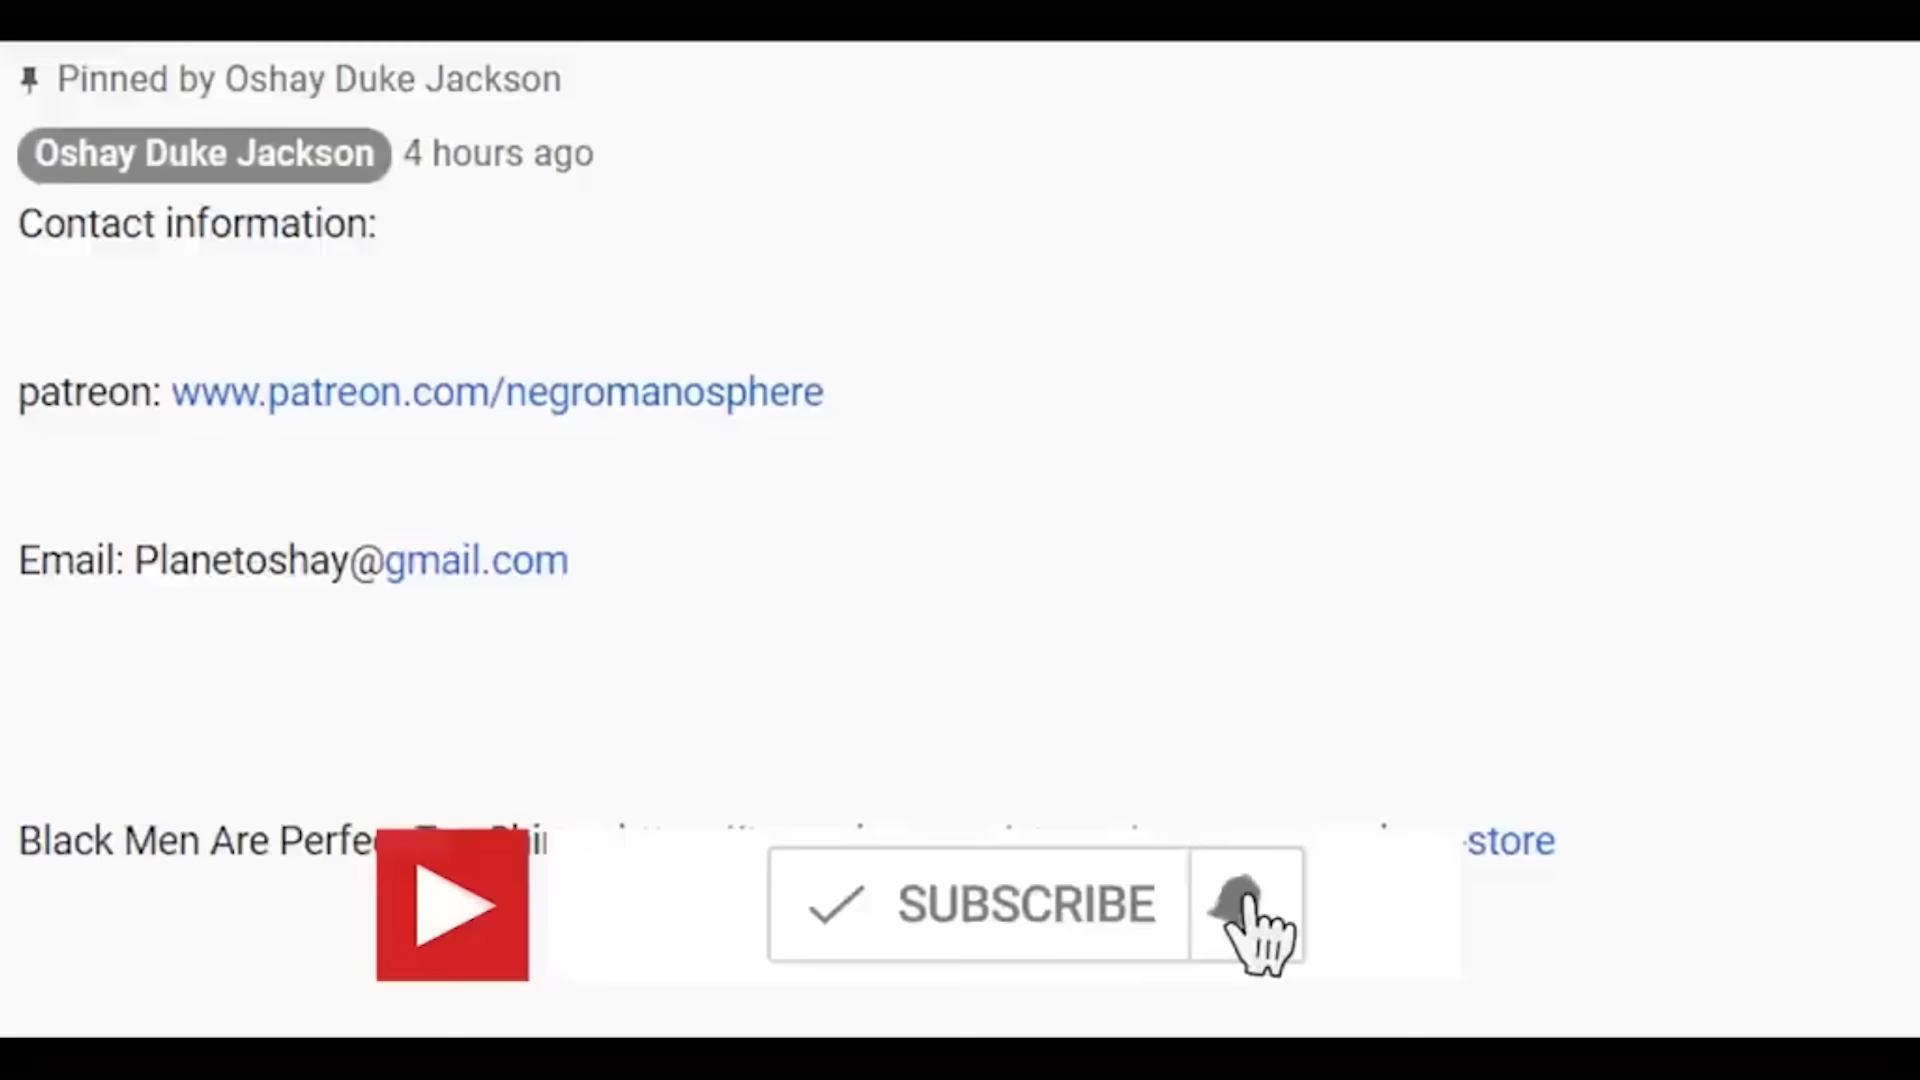 Pinned by Oshay Duke Jackson
Oshay Duke Jackson 4 hours ago
Contact information:
patreon: www.patreon.com/negromanosphere
Email: Planetoshay@gmail.com
Black Men Are -store
SUBSCRIBE